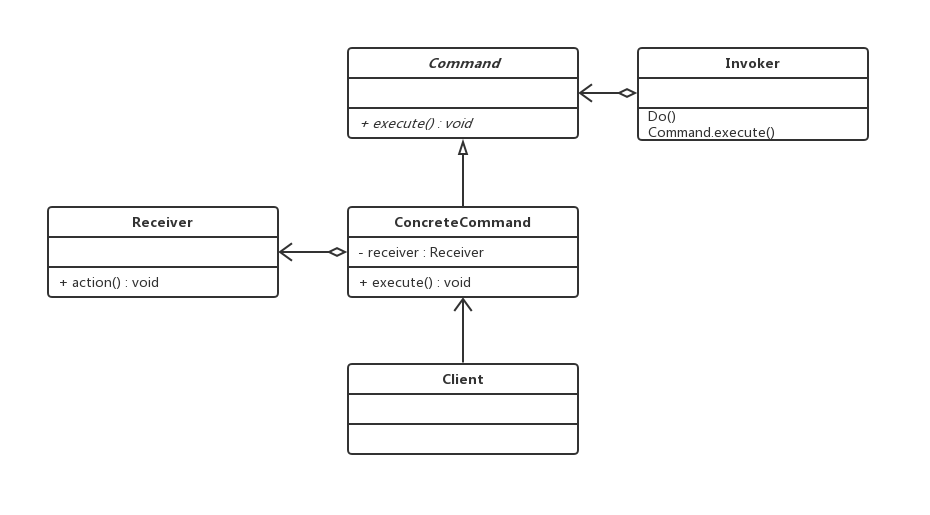 Command
+ execute() : void
Invoker
Do()
Command.execute()
Receiver
+ action() : void
ConcreteCommand
- receiver : Receiver
+ execute() : void
Client